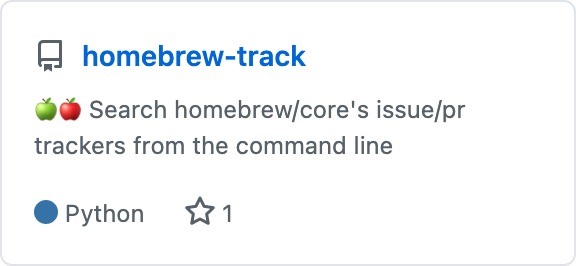 homebrew-track
🍏🍎 Search homebrew/core's issue/pr
trackers from the command line
Python 1